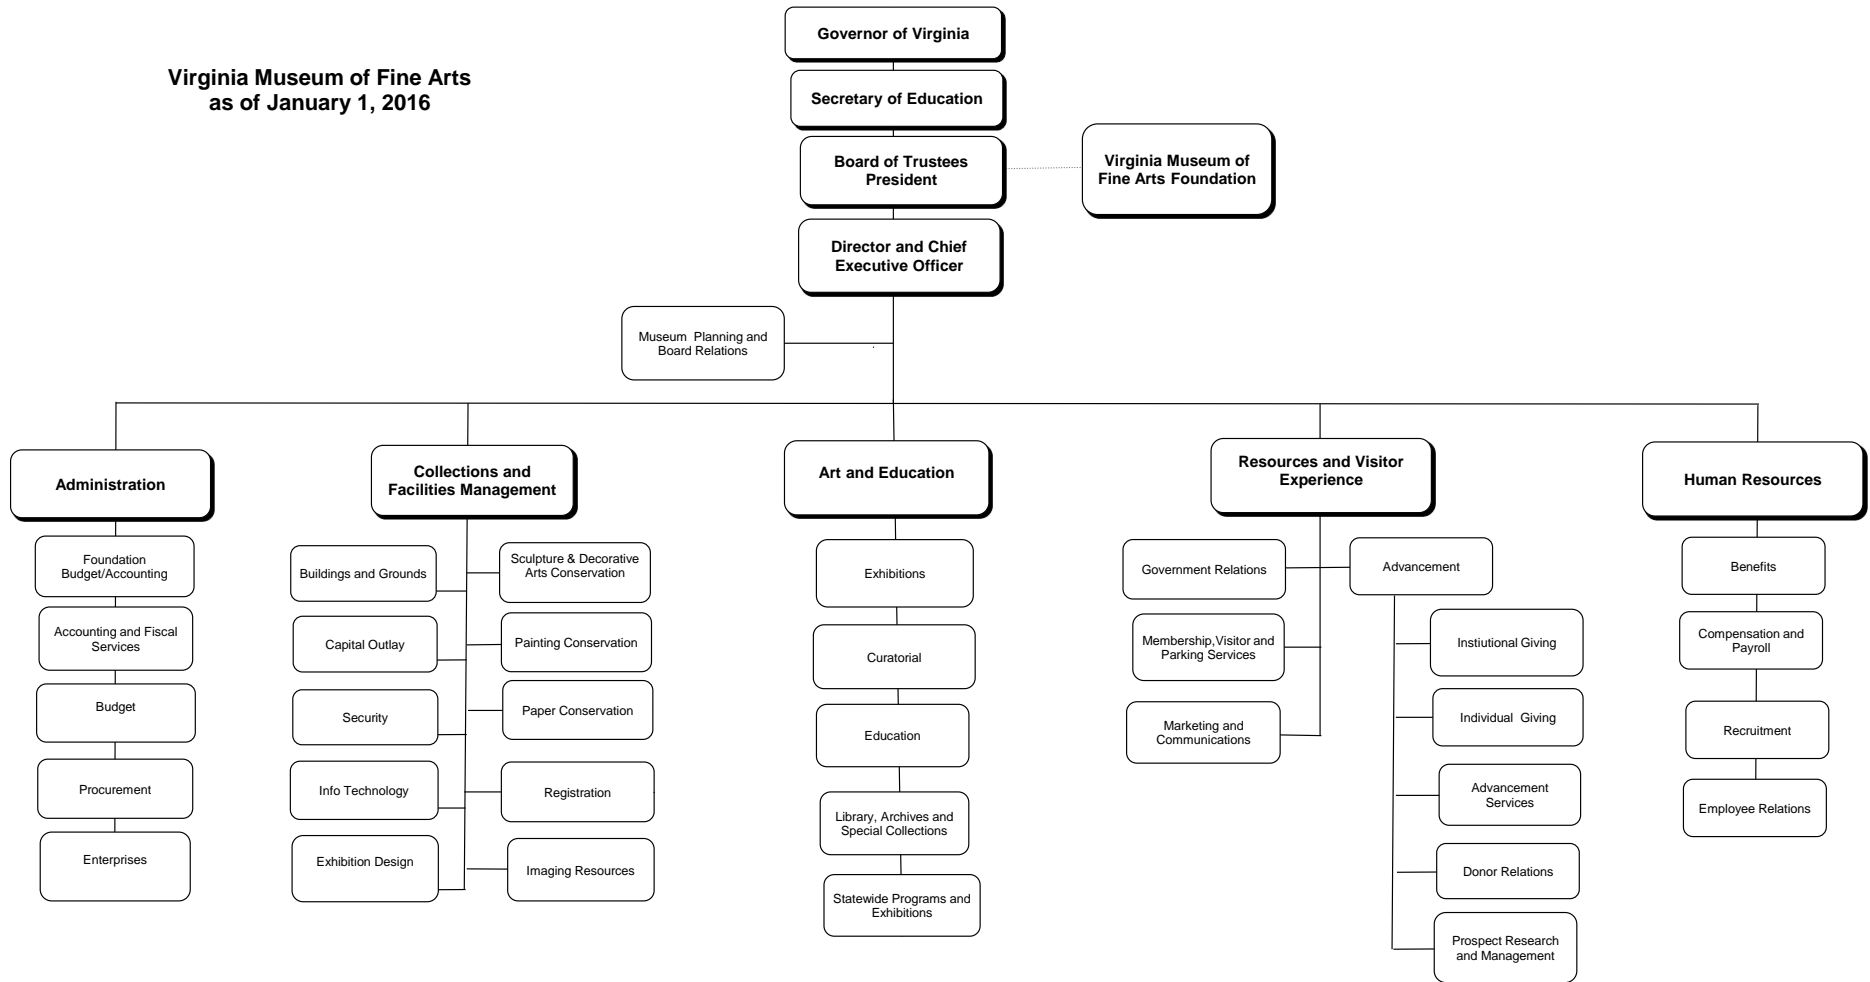 Virginia Museum of Fine Arts
as of January 1, 2016
Governor of Virginia
Secretary of Education
Board of Trustees
President
Virginia Museum of
Fine Arts Foundation
Director and Chief
Executive Officer
Museum Planning and
Board Relations
Administration
Foundation
Budget/Accounting
Accounting and Fiscal
Services
Budget
Procurement
Enterprises
Collections and
Facilities Management
Buildings and Grounds
Capital Outlay
Security
Info Technology
Exhibition Design
Sculpture & Decorative
Arts Conservation
Painting Conservation
Paper Conservation
Registration
Imaging Resources
Art and Education
Exhibitions
Curatorial
Education
Library, Archives and
Special Collections
Statewide Programs and
Exhibitions
Resources and Visitor
Experience
Government Relations
Membership,Visitor and
Parking Services
Marketing and
Communications
Advancement
Instiutional Giving
Individual Giving
Advancement
Services
Donor Relations
Prospect Research
and Management
Human Resources
Benefits
Compensation and
Payroll
Recruitment
Employee Relations